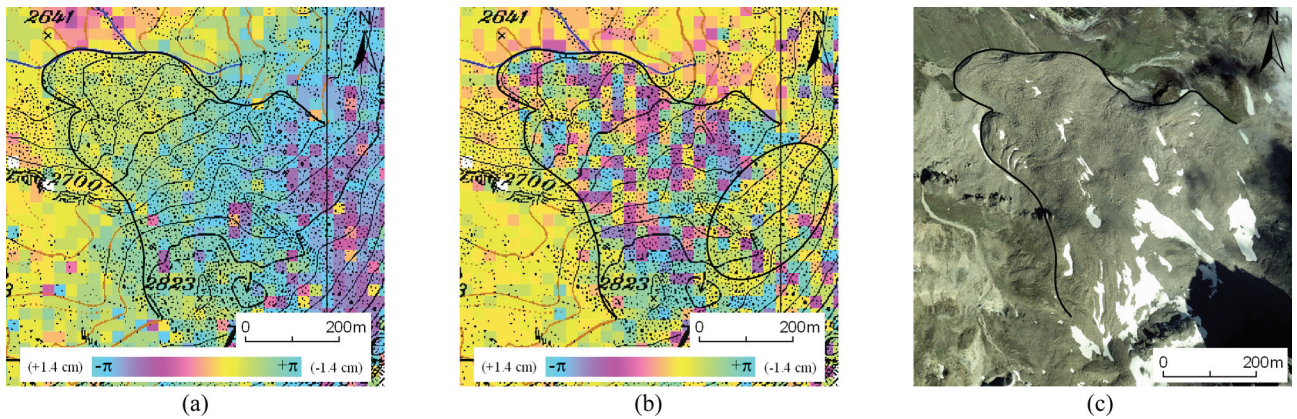 N
2641
2700
2823
0 200m
(+1.4 cm) -π +π (-1.4 cm)
(a)
N
2641
2700
2823
0 200m
(+1.4 cm) -π +π (-1.4 cm)
(b)
N
0 200m
(c)